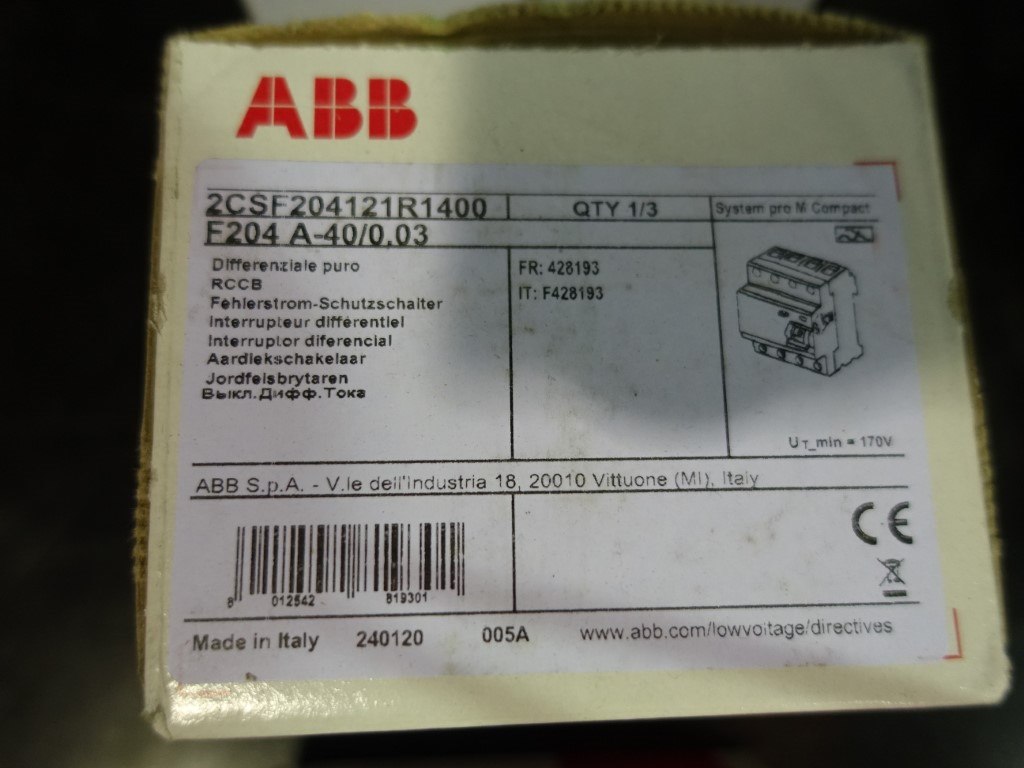 ABB
2CSF204121R1400 QTY 1/3 System pro M Compact
F204 A-40/0,03
Differenziale puro
RCCB
Fehlerstrom-Schutzschalter
Interrupteur différentiel
Interruptor diferencial
Aardlekschakelaar
Jordfelsbrytaren
Выкл.Дифф.Тока
FR: 428193
IT: F428193
UT_min = 170V
ABB S.p.A. - V.le dell'Industria 18, 20010 Vittuone (MI), Italy
CE
8 012542 819301
Made in Italy 240120 005A www.abb.com/lowvoltage/directives